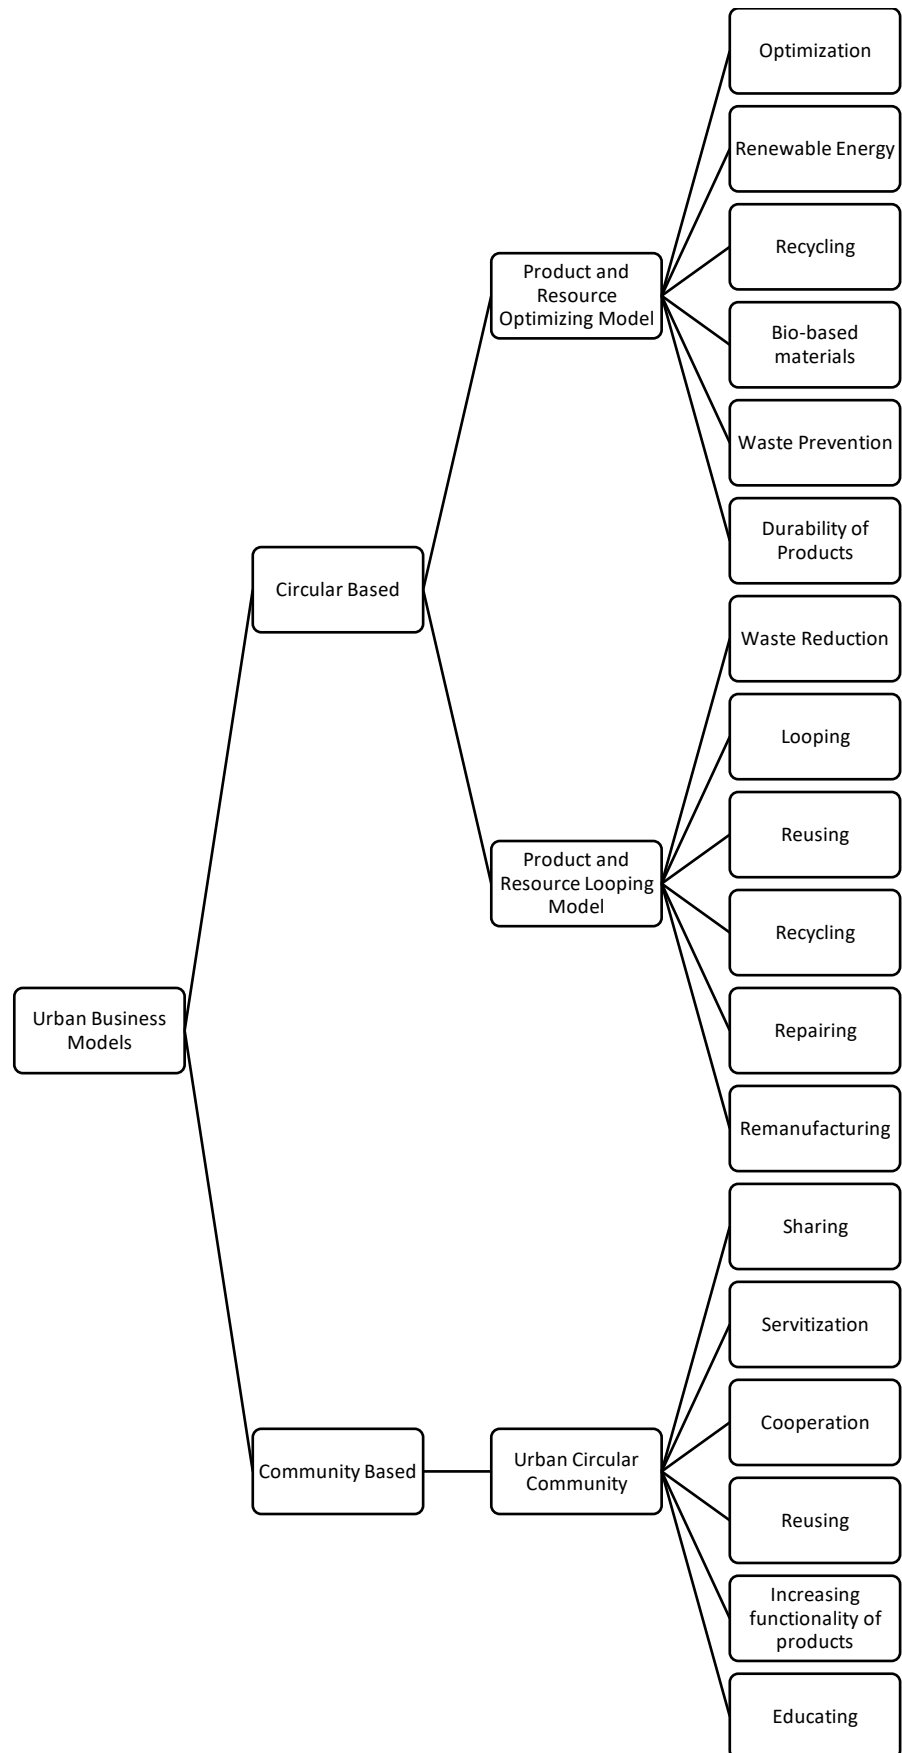 Optimization
Renewable Energy
Recycling
Product and
Resource
Optimizing Model
Bio-based
materials
Waste Prevention
Durability of
Products
Circular Based
Waste Reduction
Looping
Reusing
Product and
Resource Looping
Model
Recycling
Urban Business
Models
Repairing
Remanufacturing
Sharing
Servitization
Cooperation
Community Based
Urban Circular
Community
Reusing
Increasing
functionality of
products
Educating